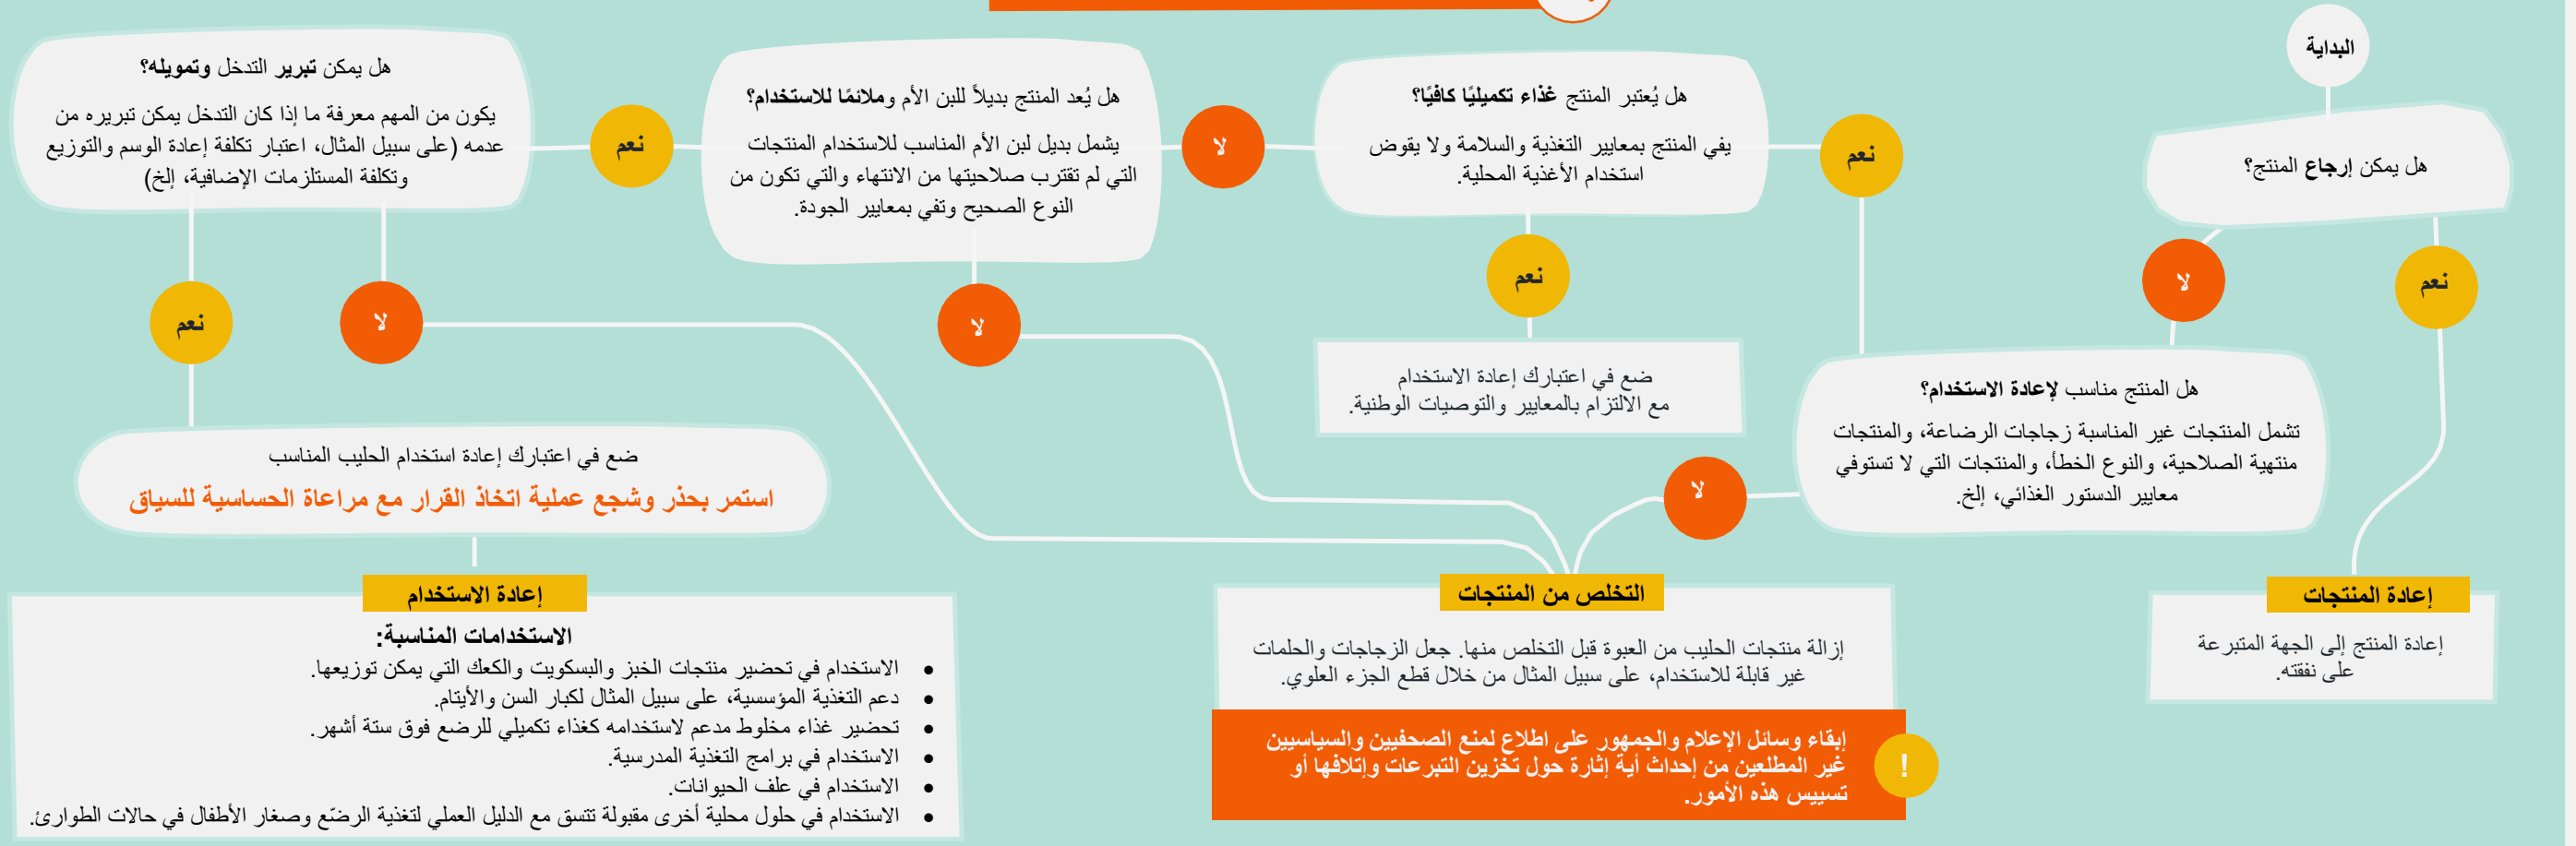 البداية
هل يمكن إرجاع المنتج؟
نعم
لا
إعادة المنتجات
إعادة المنتج إلى الجهة المتبرعة
على نفقته.
هل المنتج مناسب لإعادة الاستخدام؟
تشمل المنتجات غير المناسبة زجاجات الرضاعة، والمنتجات
منتهية الصلاحية، والنوع الخطأ، والمنتجات التي لا تستوفي
معايير الدستور الغذائي، إلخ.
نعم
لا
هل يُعتبر المنتج غذاء تكميليًا كافيًا؟
يفي المنتج بمعايير التغذية والسلامة ولا يقوض
استخدام الأغذية المحلية.
نعم
ضع في اعتبارك إعادة الاستخدام
مع الالتزام بالمعايير والتوصيات الوطنية.
لا
هل يُعد المنتج بديلاً للبن الأم وملائمًا للاستخدام؟
يشمل بديل لبن الأم المناسب للاستخدام المنتجات
التي لم تقترب صلاحيتها من الانتهاء والتي تكون من
النوع الصحيح وتفي بمعايير الجودة.
لا
نعم
هل يمكن تبرير التدخل وتمويله؟
يكون من المهم معرفة ما إذا كان التدخل يمكن تبريره من
عدمه (على سبيل المثال، اعتبار تكلفة إعادة الوسم والتوزيع
وتكلفة المستلزمات الإضافية، إلخ)
لا
نعم
ضع في اعتبارك إعادة استخدام الحليب المناسب
استمر بحذر وشجع عملية اتخاذ القرار مع مراعاة الحساسية للسياق
التخلص من المنتجات
إزالة منتجات الحليب من العبوة قبل التخلص منها. جعل الزجاجات والحلمات
غير قابلة للاستخدام، على سبيل المثال من خلال قطع الجزء العلوي.
!
إبقاء وسائل الإعلام والجمهور على اطلاع لمنع الصحفيين والسياسيين
غير المطلعين من إحداث أية إثارة حول تخزين التبرعات وإتلافها أو
تسييس هذه الأمور.
إعادة الاستخدام
الاستخدامات المناسبة:
• الاستخدام في تحضير منتجات الخبز والبسكويت والكعك التي يمكن توزيعها.
• دعم التغذية المؤسسية، على سبيل المثال لكبار السن والأيتام.
• تحضير غذاء مخلوط مدعم لاستخدامه كغذاء تكميلي للرضع فوق ستة أشهر.
• الاستخدام في برامج التغذية المدرسية.
• الاستخدام في علف الحيوانات.
• الاستخدام في حلول محلية أخرى مقبولة تتسق مع الدليل العملي لتغذية الرضّع وصغار الأطفال في حالات الطوارئ.